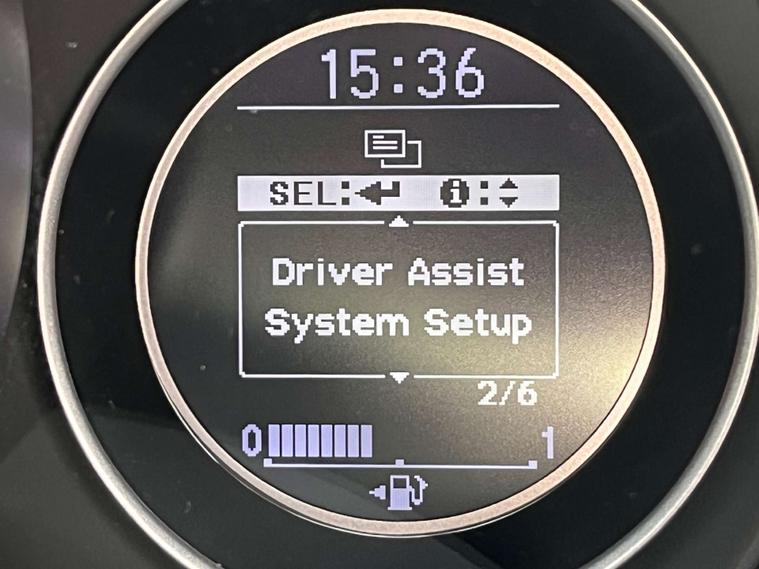 15:36
SEL: i:
Driver Assist
System Setup
2/6
0 1